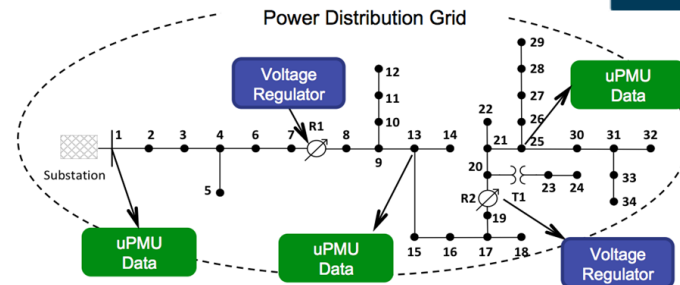 Power Distribution Grid
29
28
27
26
25
uPMU
Data
Voltage
Regulator
R1
12
11
10
9
22
21
1 2 3 4 6 7 8 13 14
30 31 32
Substation
5
20
T1
23 24
33
34
R2
19
15 16 17 18
uPMU
Data
uPMU
Data
Voltage
Regulator